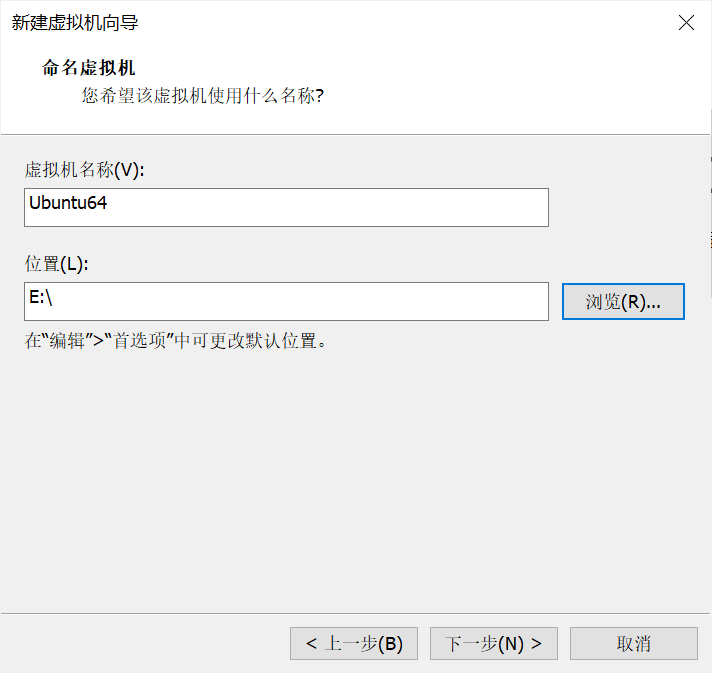 新建虚拟机向导
命名虚拟机
您希望该虚拟机使用什么名称?
虚拟机名称(V):
Ubuntu64
位置(L):
E:\
浏览(R)...
在“编辑”>“首选项”中可更改默认位置。
< 上一步(B)
下一步(N) >
取消